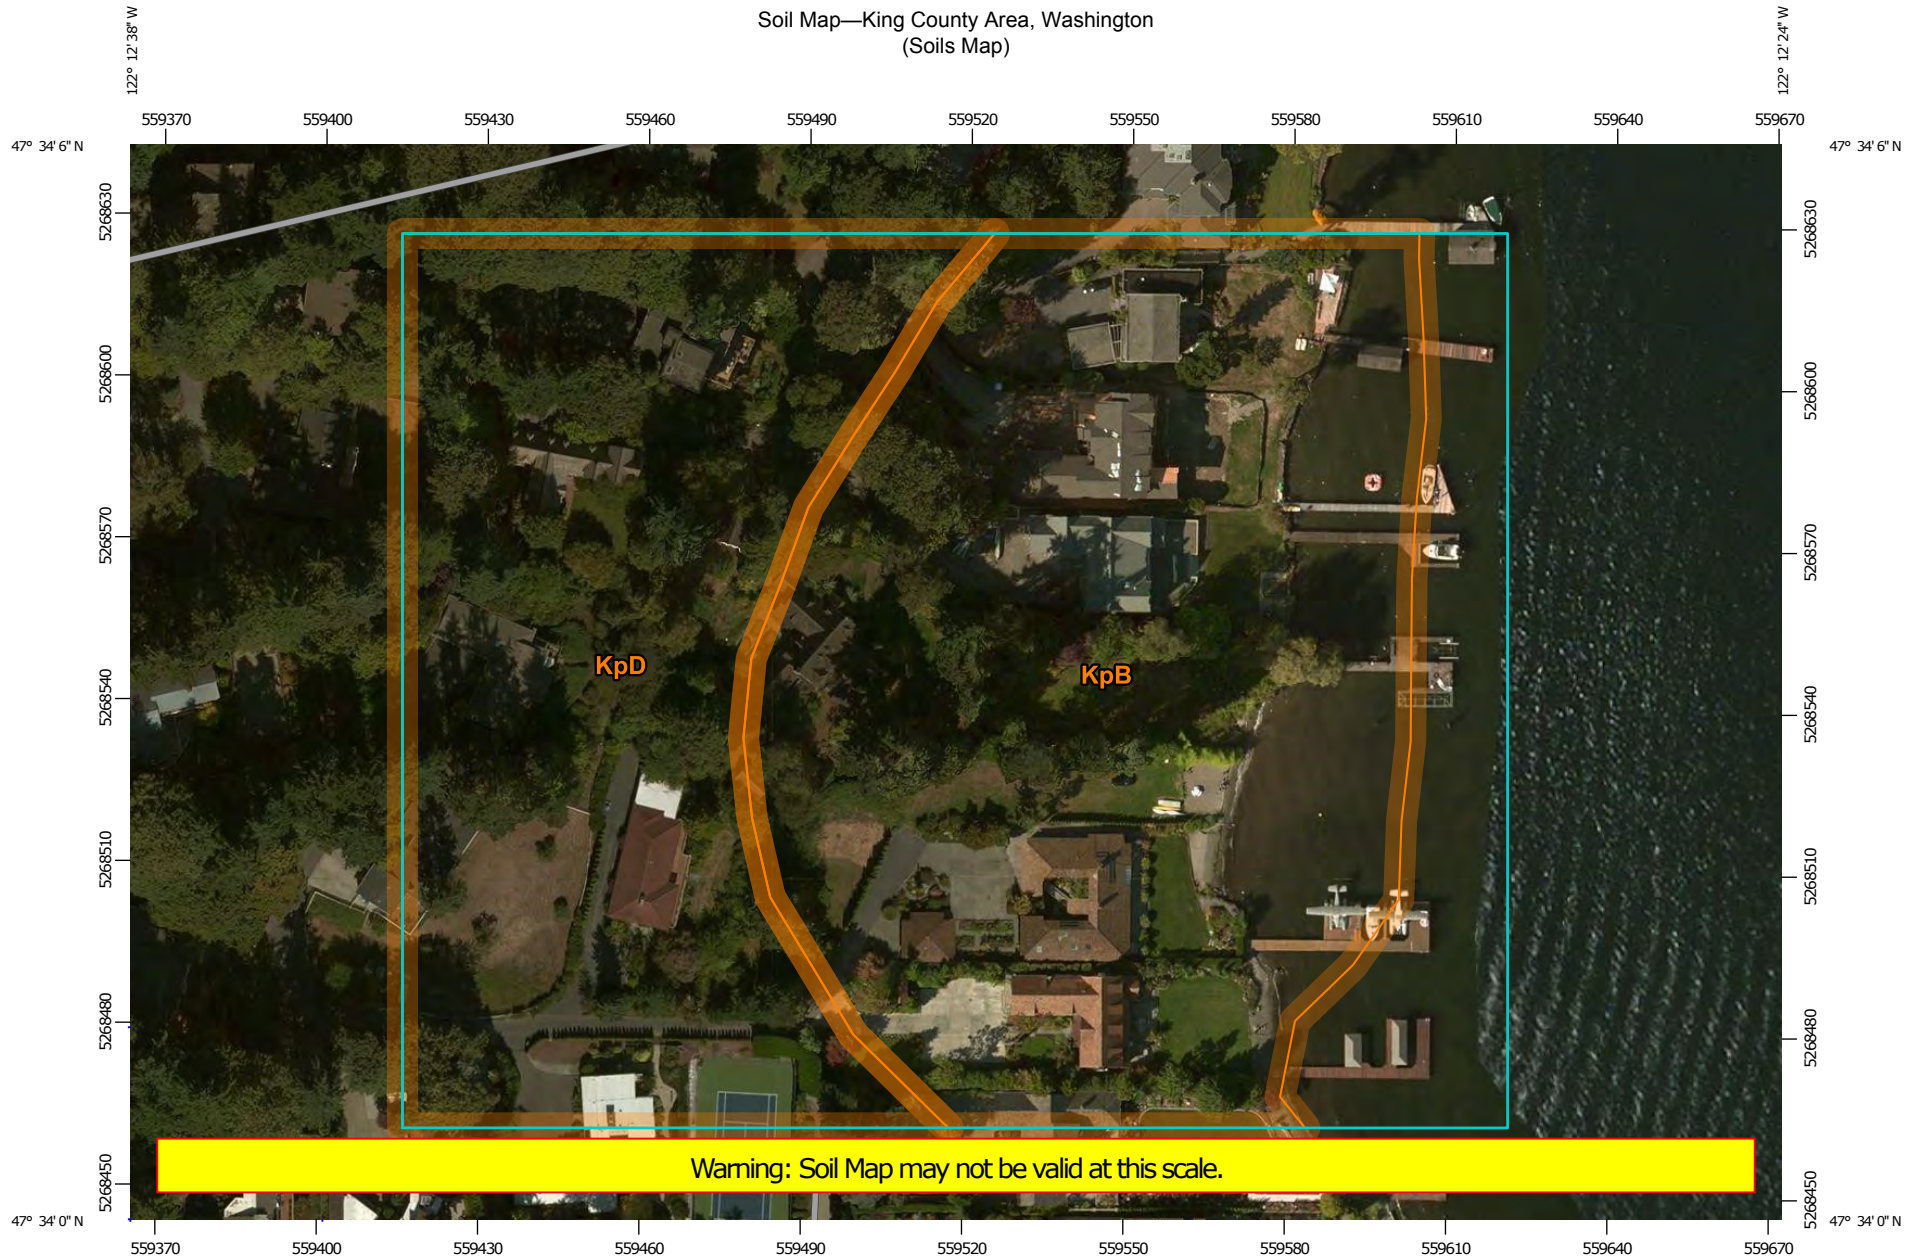 Soil Map—King County Area, Washington
(Soils Map)
122° 12' 38" W
122° 12' 24" W
559370 559400 559430 559460 559490 559520 559550 559580 559610 559640 559670
47° 34' 6" N
47° 34' 6" N
5268630
5268630
5268600
5268600
5268570
5268570
KpD
KpB
5268540
5268540
5268510
5268510
5268480
5268480
Warning: Soil Map may not be valid at this scale.
5268450
5268450
47° 34' 0" N
47° 34' 0" N
559370 559400 559430 559460 559490 559520 559550 559580 559610 559640 559670